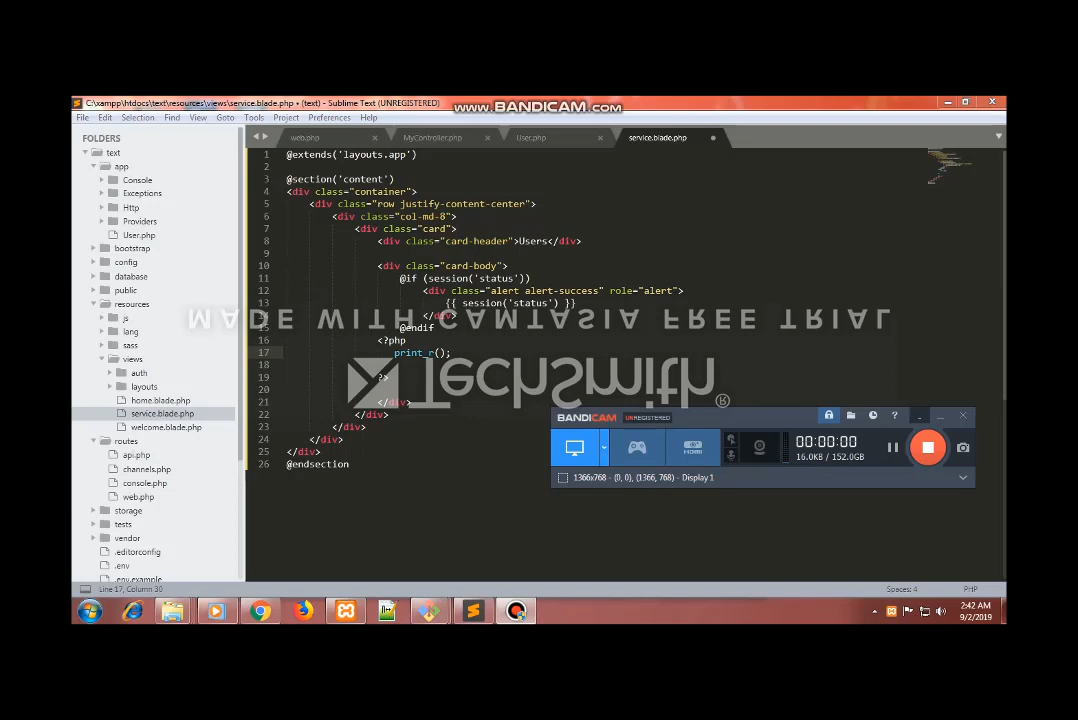 C:\xampp\htdocs\text\resources\views\service.blade.php • (text) - Sublime Text (UNREGISTERED)
www.BANDICAM.com
File Edit Selection Find View Goto Tools Project Preferences Help
FOLDERS
text
app
Console
Exceptions
Http
Providers
User.php
bootstrap
config
database
public
resources
js
lang
sass
views
auth
layouts
home.blade.php
service.blade.php
welcome.blade.php
routes
api.php
channels.php
console.php
web.php
storage
tests
vendor
.editorconfig
.env
.env.example
web.php MyController.php User.php service.blade.php
1 @extends('layouts.app')
2
3 @section('content')
4 <div class="container">
5 <div class="row justify-content-center">
6 <div class="col-md-8">
7 <div class="card">
8 <div class="card-header">Users</div>
9
10 <div class="card-body">
11 @if (session('status'))
12 <div class="alert alert-success" role="alert">
13 {{ session('status') }}
14 </div>
15 @endif
16 <?php
17 print_r();
18
19 ?>
20
21 </div>
22 </div>
23 </div>
24 </div>
25 </div>
26 @endsection
MADE WITH CAMTASIA FREE TRIAL
TechSmith®
BANDICAM UNREGISTERED
HDMI
00:00:00
16.0KB / 152.0GB
1366x768 - (0, 0), (1366, 768) - Display 1
Line 17, Column 30
Spaces: 4 PHP
2:42 AM
9/2/2019